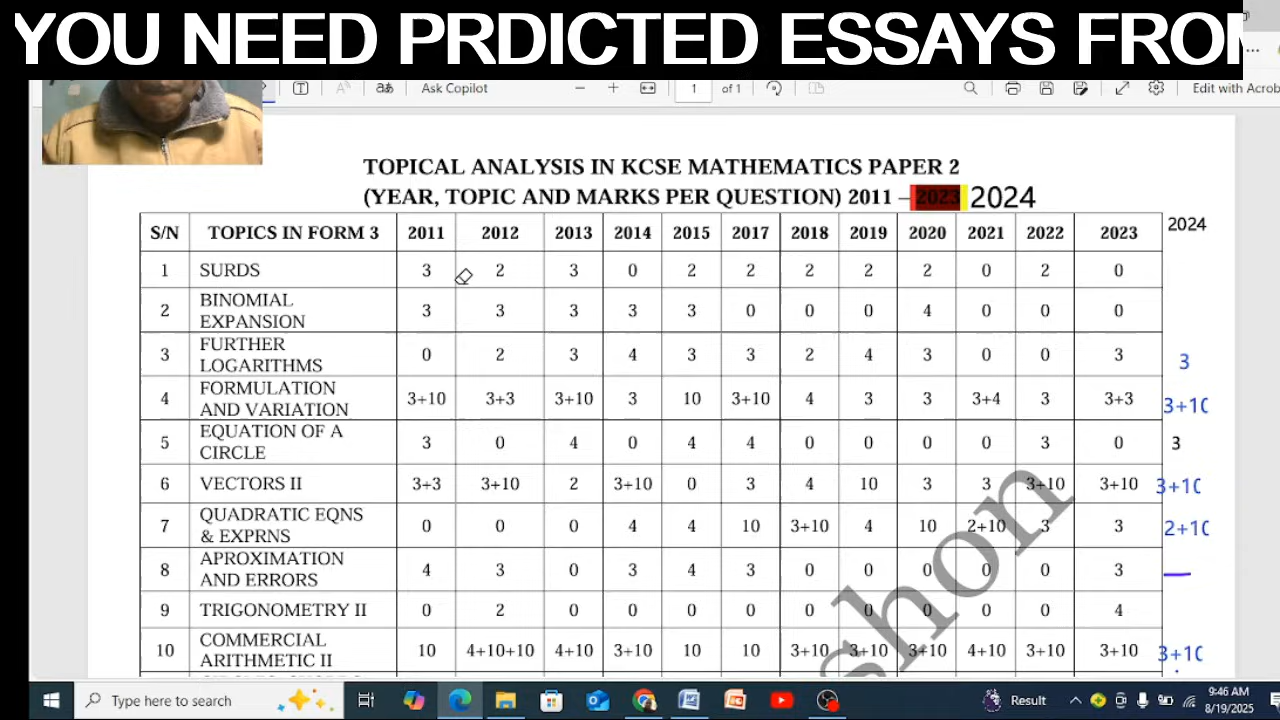 YOU NEED PRDICTED ESSAYS FROM
Ask Copilot
1 of 1
Edit with Acrob
TOPICAL ANALYSIS IN KCSE MATHEMATICS PAPER 2
(YEAR, TOPIC AND MARKS PER QUESTION) 2011 – 2023 2024
S/N TOPICS IN FORM 3 2011 2012 2013 2014 2015 2017 2018 2019 2020 2021 2022 2023 2024
1 SURDS 3 2 3 0 2 2 2 2 2 0 2 0
2 BINOMIAL EXPANSION 3 3 3 3 3 0 0 0 4 0 0 0
3 FURTHER LOGARITHMS 0 2 3 4 3 3 2 4 3 0 0 3 3
4 FORMULATION AND VARIATION 3+10 3+3 3+10 3 10 3+10 4 3 3 3+4 3 3+3 3+10
5 EQUATION OF A CIRCLE 3 0 4 0 4 4 0 0 0 0 3 0 3
6 VECTORS II 3+3 3+10 2 3+10 0 3 4 10 3 3 3+10 3+10 3+10
7 QUADRATIC EQNS & EXPRNS 0 0 0 4 4 10 3+10 4 10 2+10 3 3 2+10
8 APROXIMATION AND ERRORS 4 3 0 3 4 3 0 0 0 0 0 3 —
9 TRIGONOMETRY II 0 2 0 0 0 0 0 0 0 0 0 4
10 COMMERCIAL ARITHMETIC II 10 4+10+10 4+10 3+10 10 10 3+10 3+10 3+10 4+10 3+10 3+10 3+10
shon
Type here to search
Result
9:46 AM
8/19/2025